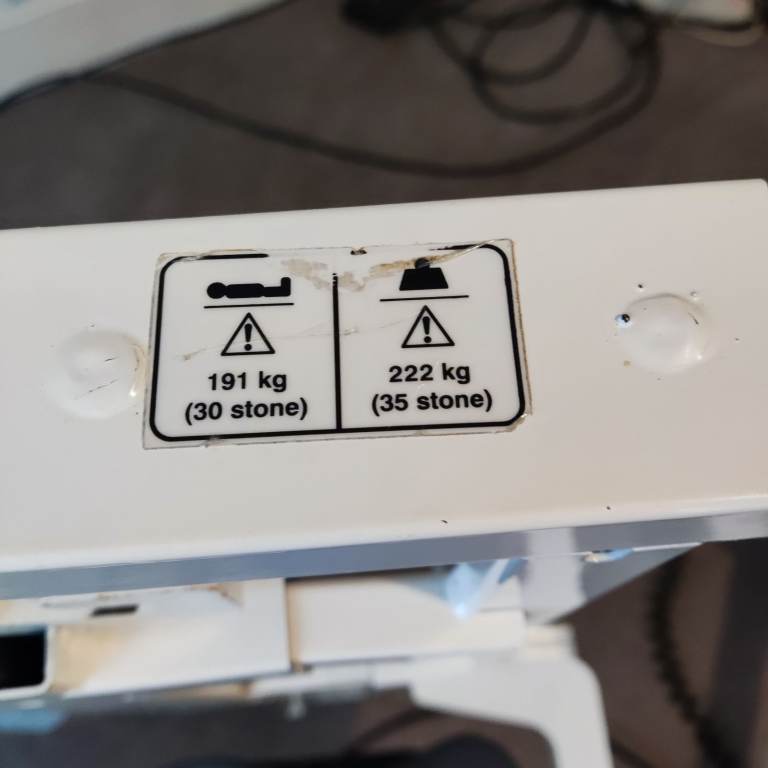 191 kg
(30 stone)
222 kg
(35 stone)